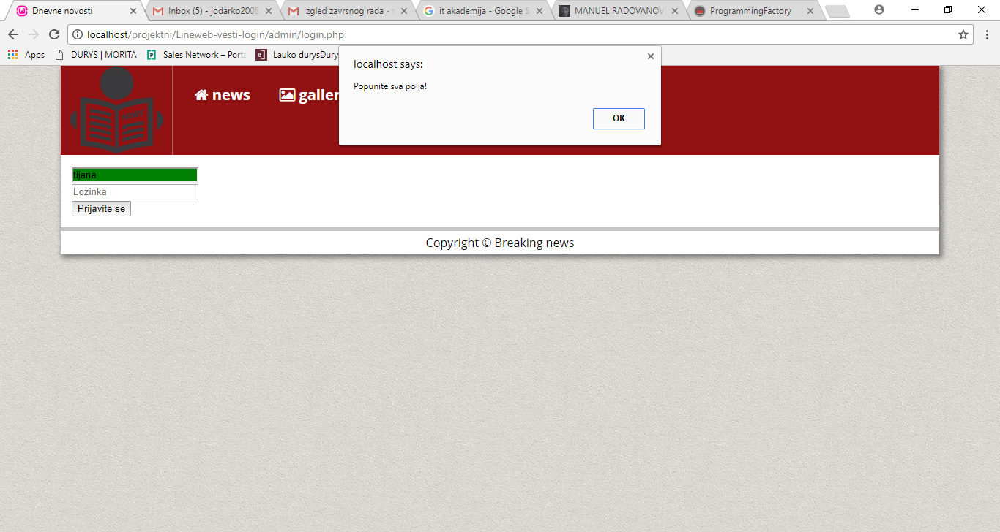 Dnevne novosti
Inbox (5) - jodarko2008
izgled zavrsnog rada -
it akademija - Google S
MANUEL RADOVANOV
ProgrammingFactory
localhost/projektni/Lineweb-vesti-login/admin/login.php
Apps
DURYS | MORITA
Sales Network – Porta
Lauko durysDury
localhost says:
Popunite sva polja!
OK
news
galler
NEWS
tijana
Lozinka
Prijavite se
Copyright © Breaking news